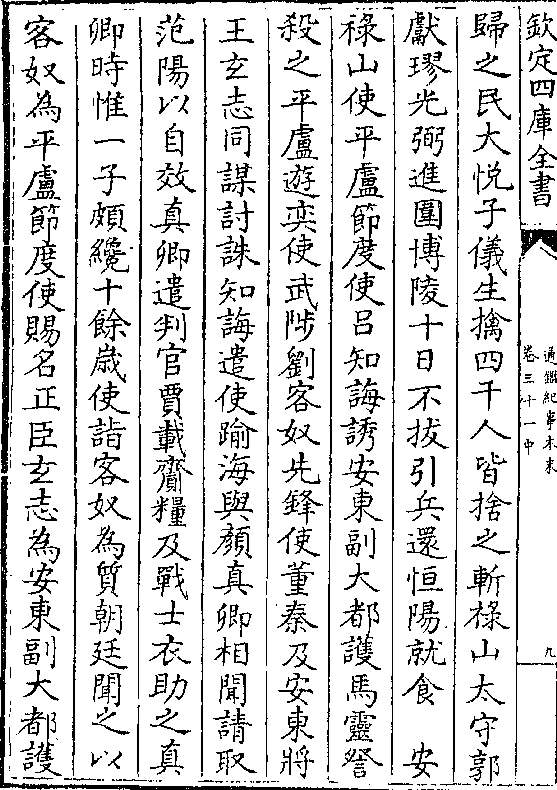 欽定四庫全書
通鑑紀事本末
卷三十一中
九
歸之民大悅子儀生擒四千人皆捨之斬祿山太守郭
獻璆光弼進圍博陵十日不拔引兵還恒陽就食　安
祿山使平盧節度使呂知誨誘安東副大都護馬靈詧
殺之平盧遊奕使武陟劉客奴先鋒使董秦及安東將
王玄志同謀討誅知誨遣使踰海與顏真卿相聞請取
范陽以自效真卿遣判官賈載齎糧及戰士衣助之真
卿時惟一子頗纔十餘歲使詣客奴為質朝廷聞之以
客奴為平盧節度使賜名正臣玄志為安東副大都護